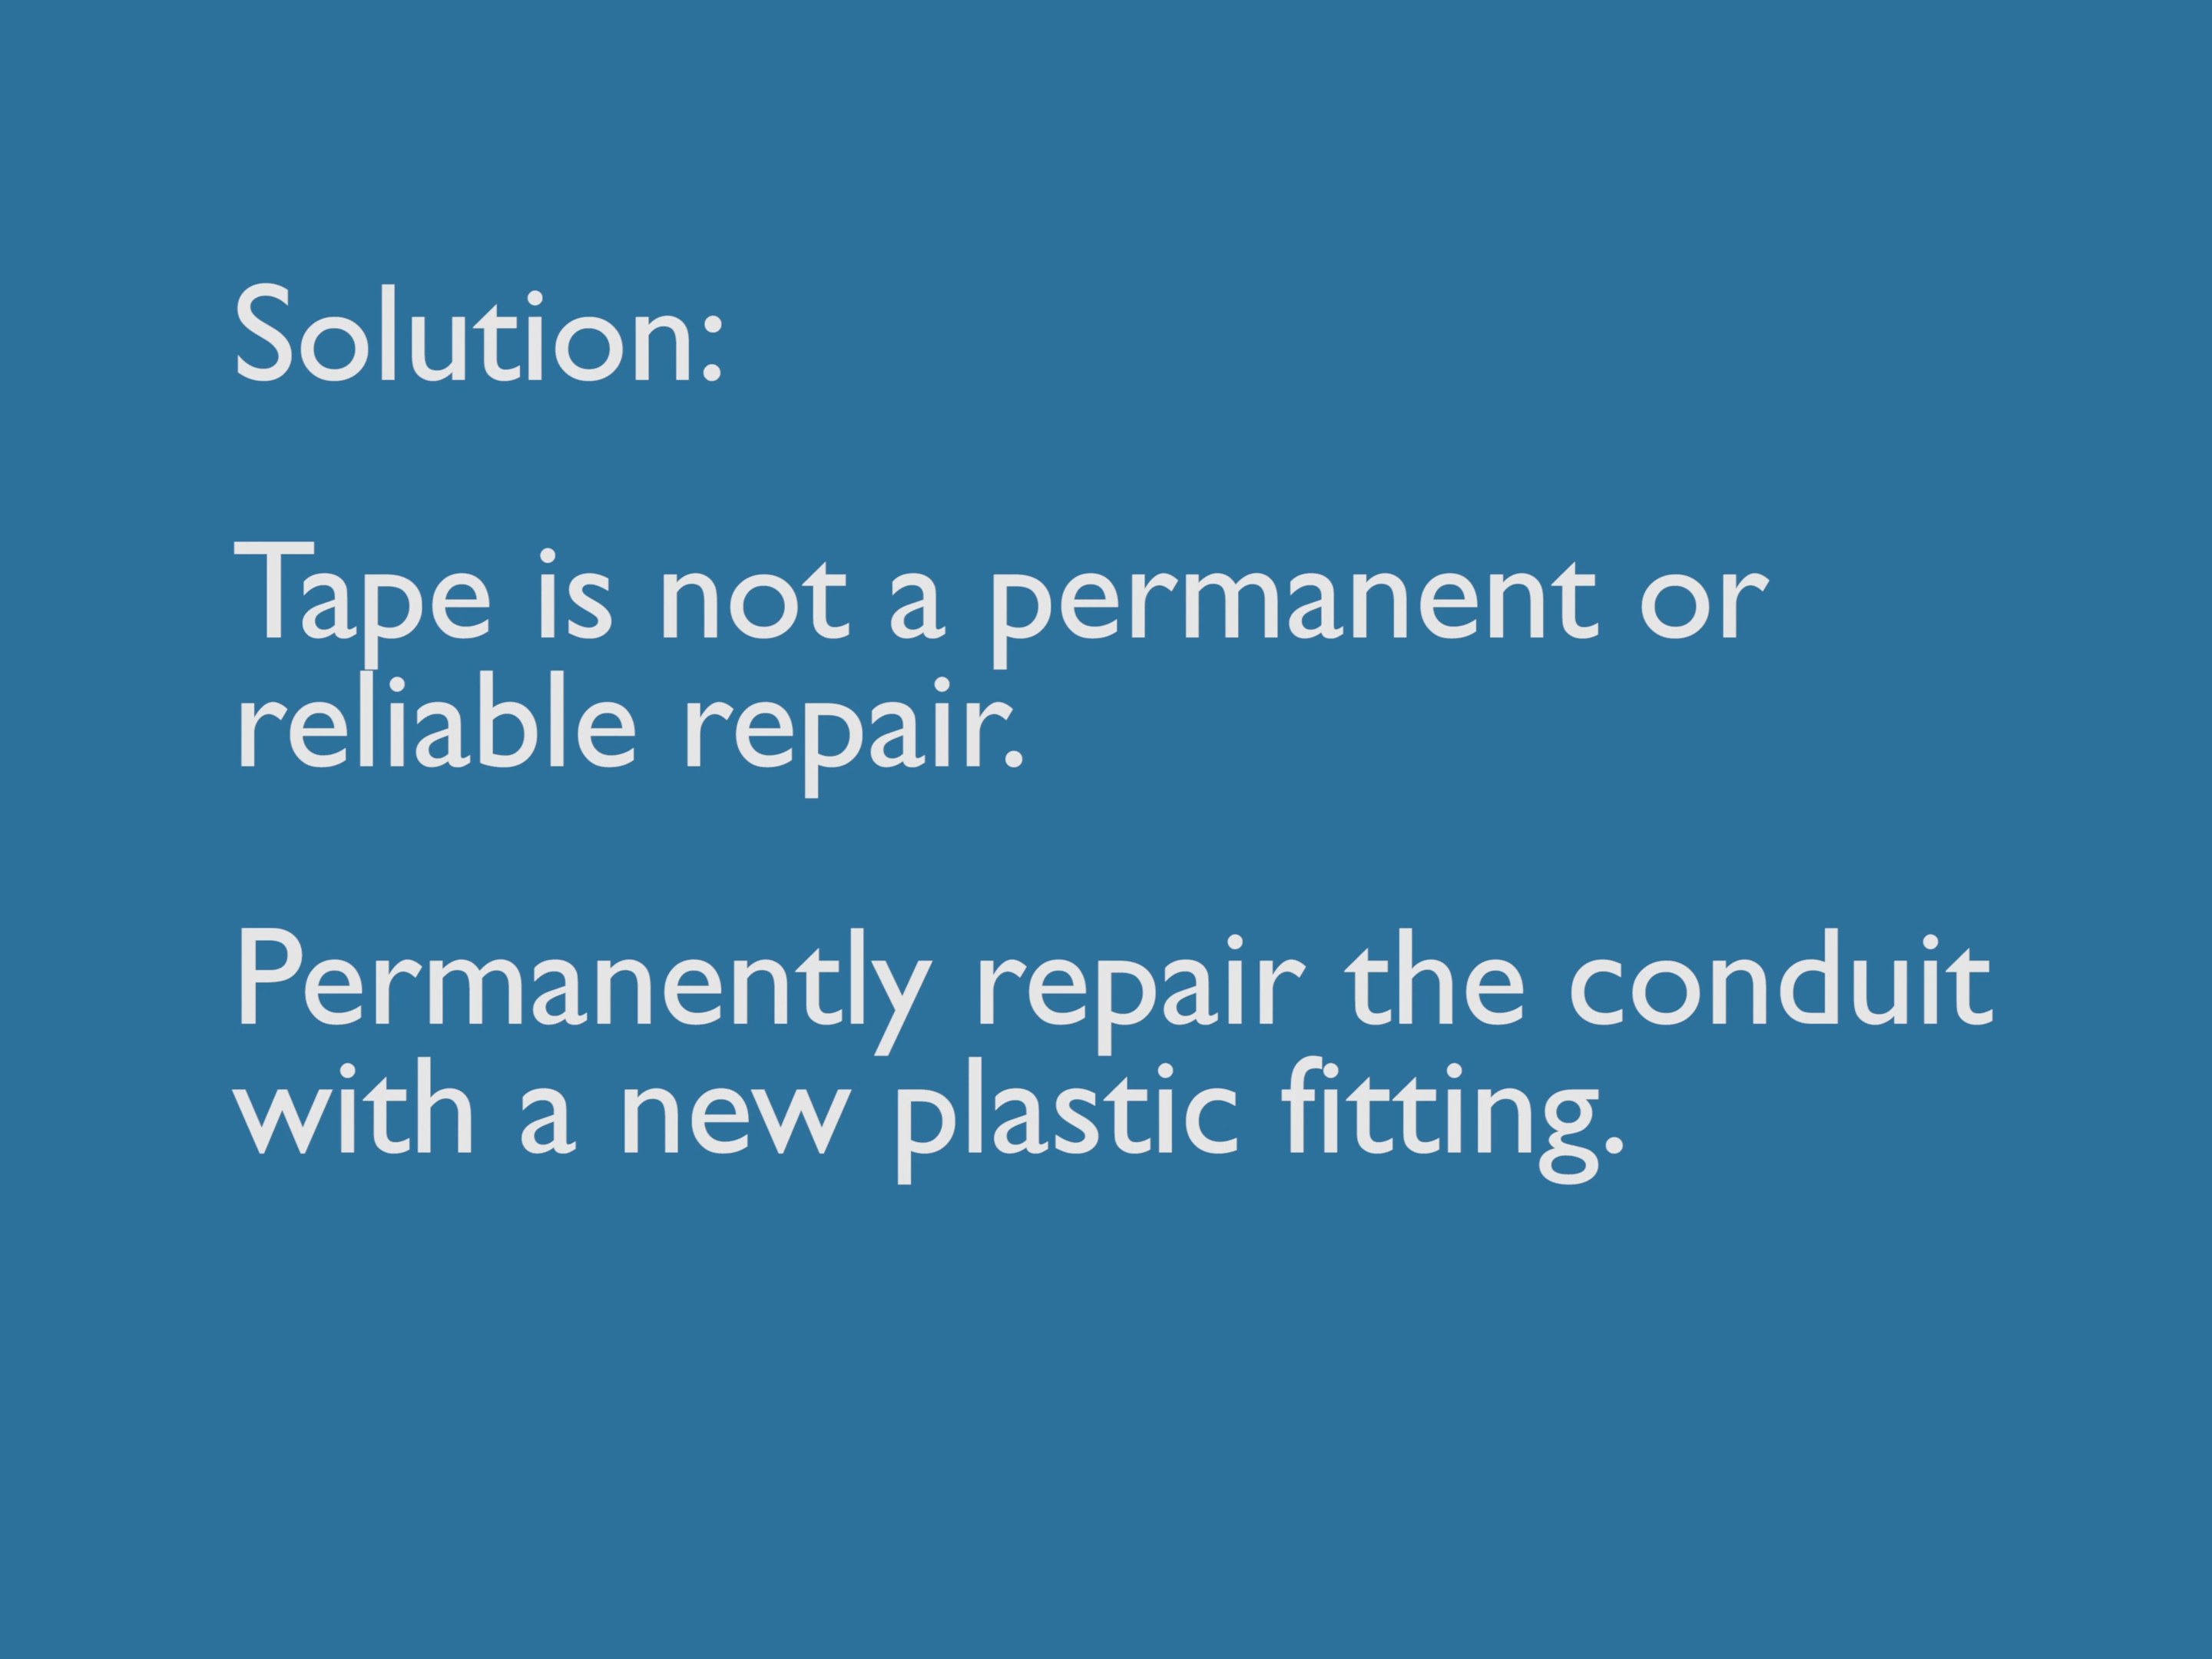 Solution:
Tape is not a permanent or
reliable repair.
Permanently repair the conduit
with a new plastic fitting.